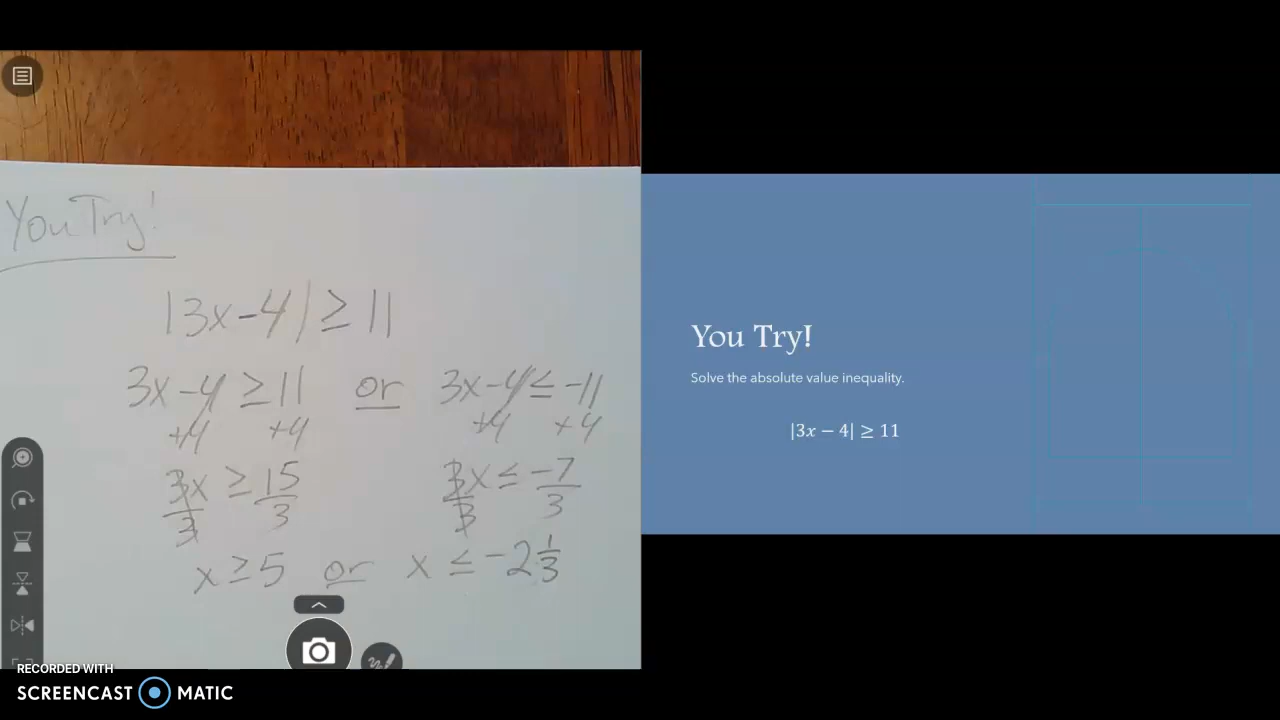 You Try!
|3x-4| ≥ 11
3x-4 ≥ 11 or 3x-4 ≤ -11
+4 +4 +4 +4
3x ≥ 15 3x ≤ -7
3 3 3 3
x ≥ 5 or x ≤ -2 1/3
You Try!
Solve the absolute value inequality.
|3x − 4| ≥ 11
RECORDED WITH
SCREENCAST MATIC